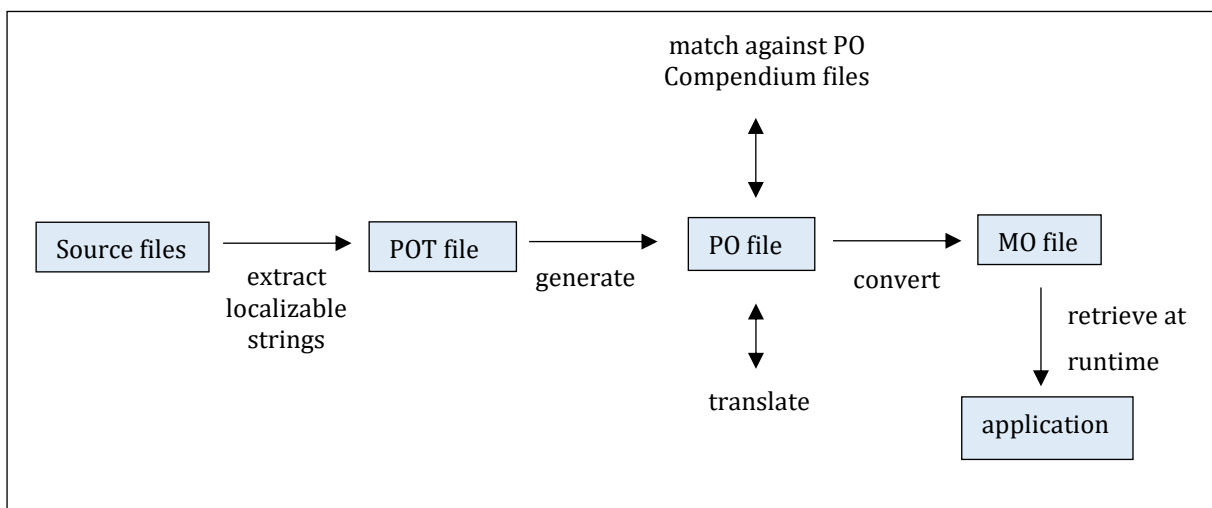 match against PO
Compendium files
Source files
POT file
PO file
MO file
extract
localizable
strings
generate
convert
retrieve at
runtime
translate
application